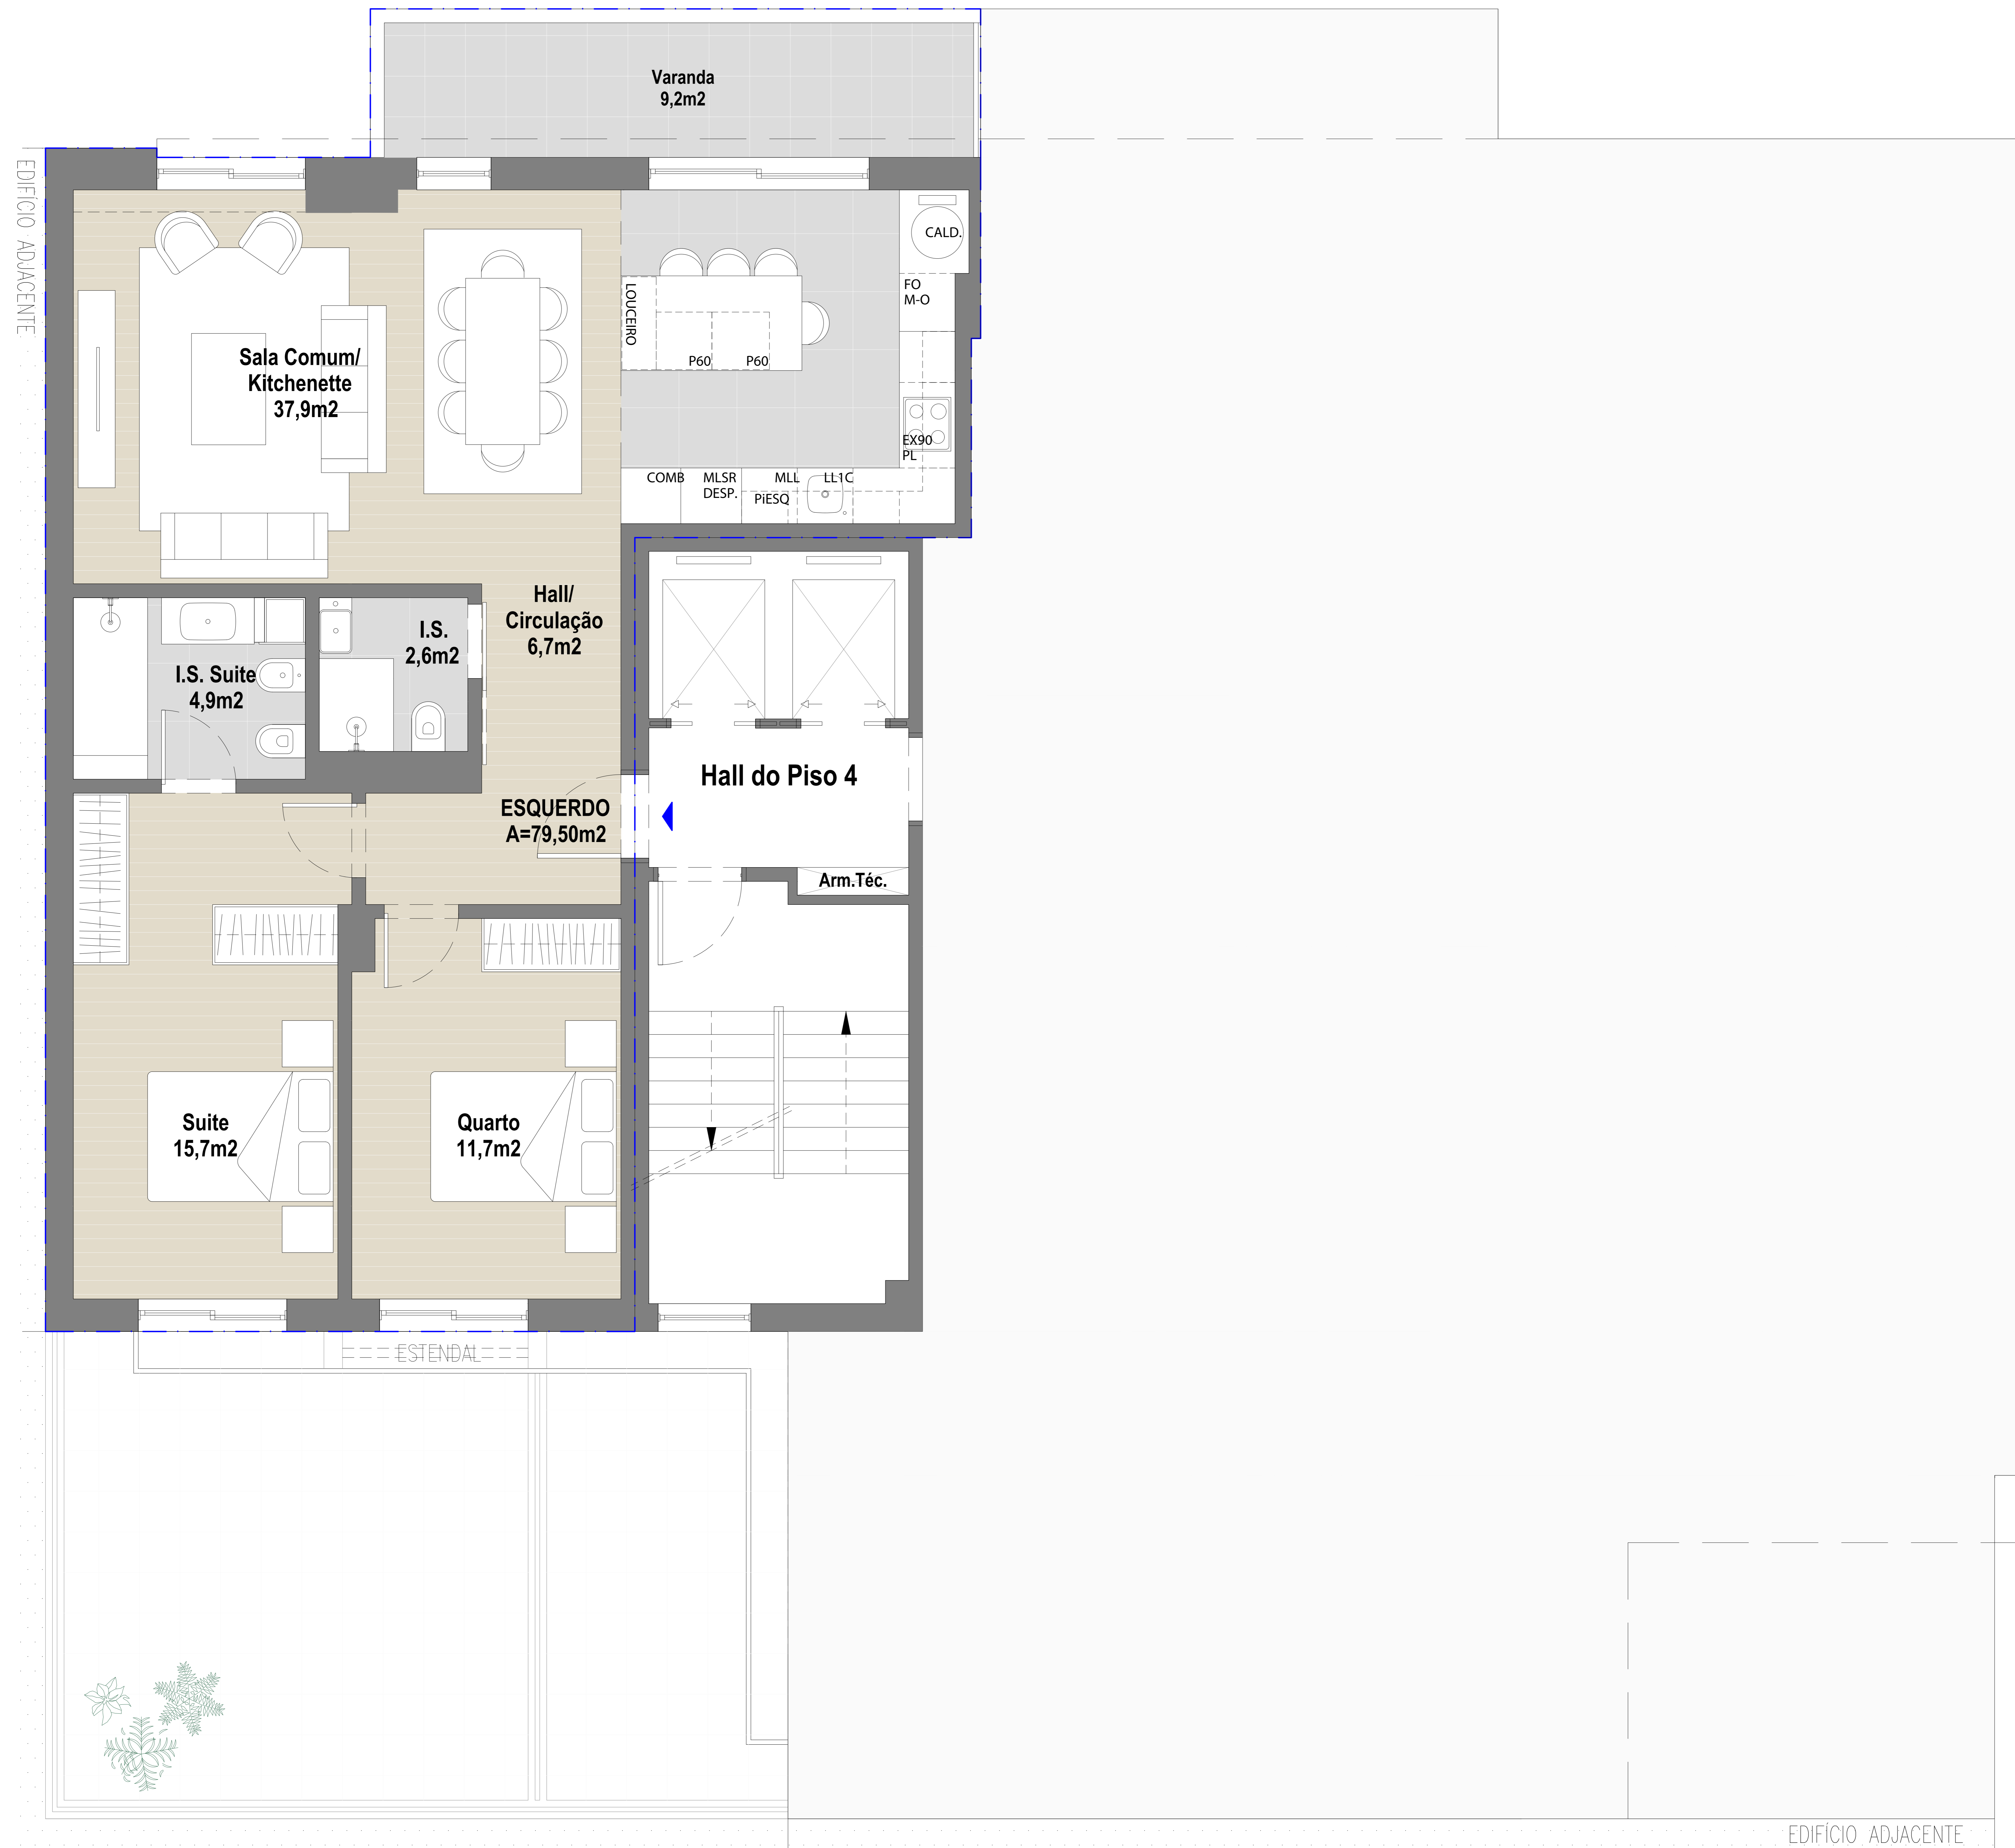 Varanda
9,2m2
EDIFÍCIO ADJACENTE
CALD.
FO
M-O
LOUCEIRO
P60
P60
Sala Comum/
Kitchenette
37,9m2
EX90
PL
COMB
MLSR
DESP.
MLL
LL1C
PiESQ
Hall/
Circulação
6,7m2
I.S.
2,6m2
I.S. Suite
4,9m2
Hall do Piso 4
ESQUERDO
A=79,50m2
Arm.Téc.
Suite
15,7m2
Quarto
11,7m2
ESTENDAL
EDIFÍCIO ADJACENTE